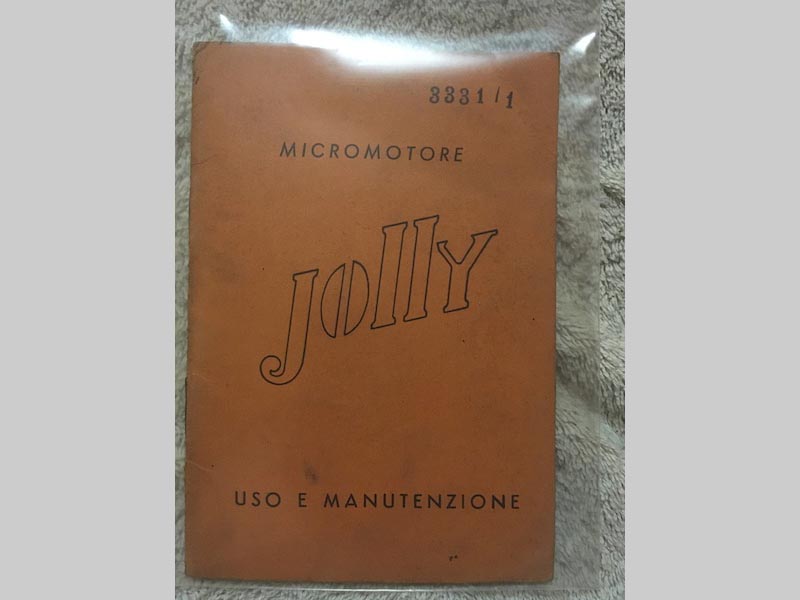 3331/1
MICROMOTORE
JOllY
USO E MANUTENZIONE